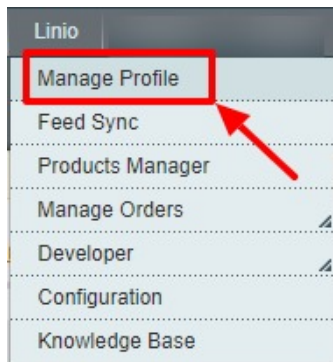 Linio
Manage Profile
Feed Sync
Products Manager
Manage Orders
Developer
Configuration
Knowledge Base